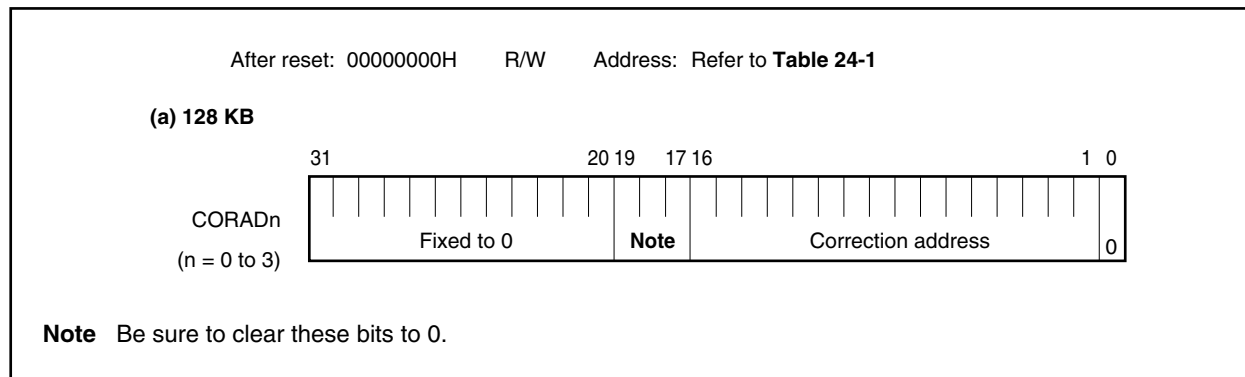 After reset: 00000000H R/W Address: Refer to Table 24-1
(a) 128 KB
31 20 19 17 16 1 0
CORADn
(n = 0 to 3)
Fixed to 0 Note Correction address 0
Note Be sure to clear these bits to 0.